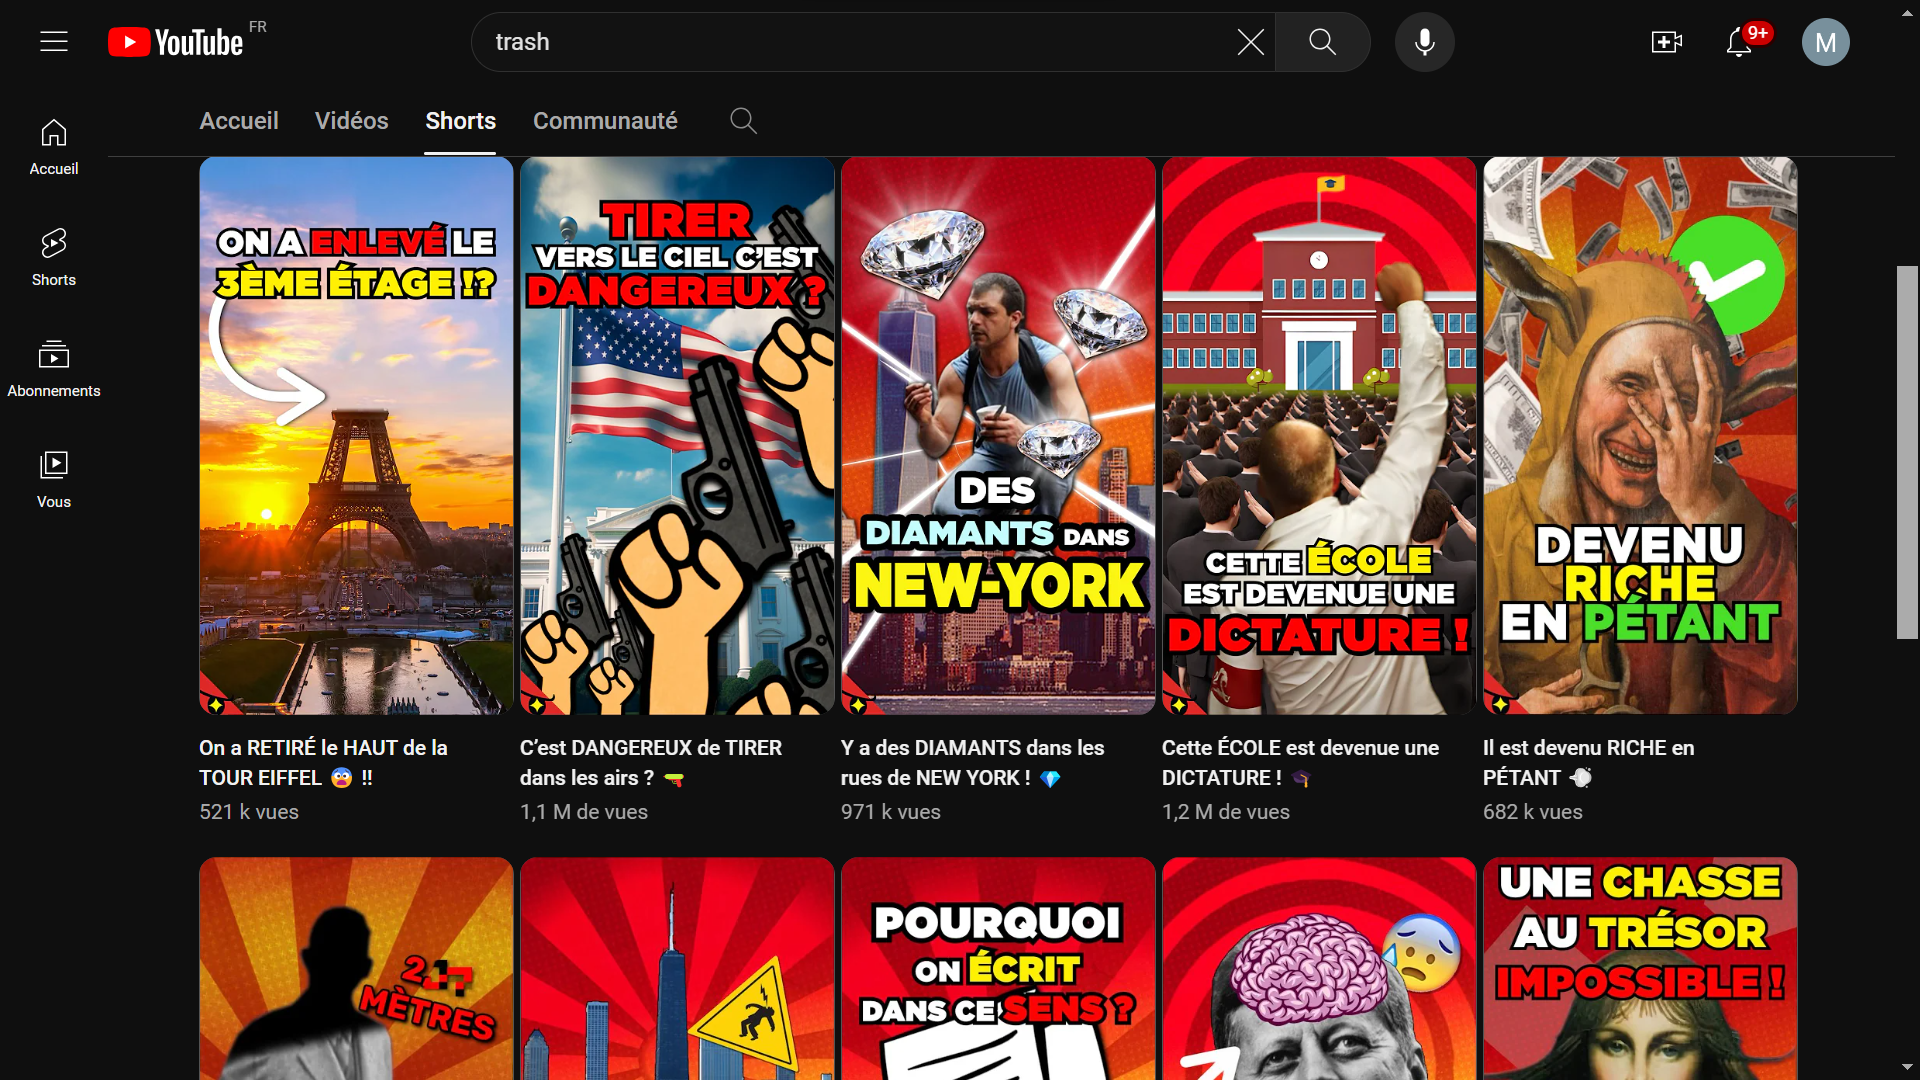 YouTube FR
trash
9+
M
Accueil
Vidéos
Shorts
Communauté
Accueil
Shorts
Abonnements
Vous
ON A ENLEVÉ LE
3ÈME ÉTAGE !?
TIRER
VERS LE CIEL C'EST
DANGEREUX ?
DES
DIAMANTS DANS
NEW-YORK
CETTE ÉCOLE
EST DEVENUE UNE
DICTATURE !
DEVENU
RICHE
EN PÉTANT
On a RETIRÉ le HAUT de la
TOUR EIFFEL 😨 !!
521 k vues
C’est DANGEREUX de TIRER
dans les airs ? 🔫
1,1 M de vues
Y a des DIAMANTS dans les
rues de NEW YORK ! 💎
971 k vues
Cette ÉCOLE est devenue une
DICTATURE ! 🎓
1,2 M de vues
Il est devenu RICHE en
PÉTANT 💨
682 k vues
MÈTRES
POURQUOI
ON ÉCRIT
DANS CE SENS ?
UNE CHASSE
AU TRÉSOR
IMPOSSIBLE !